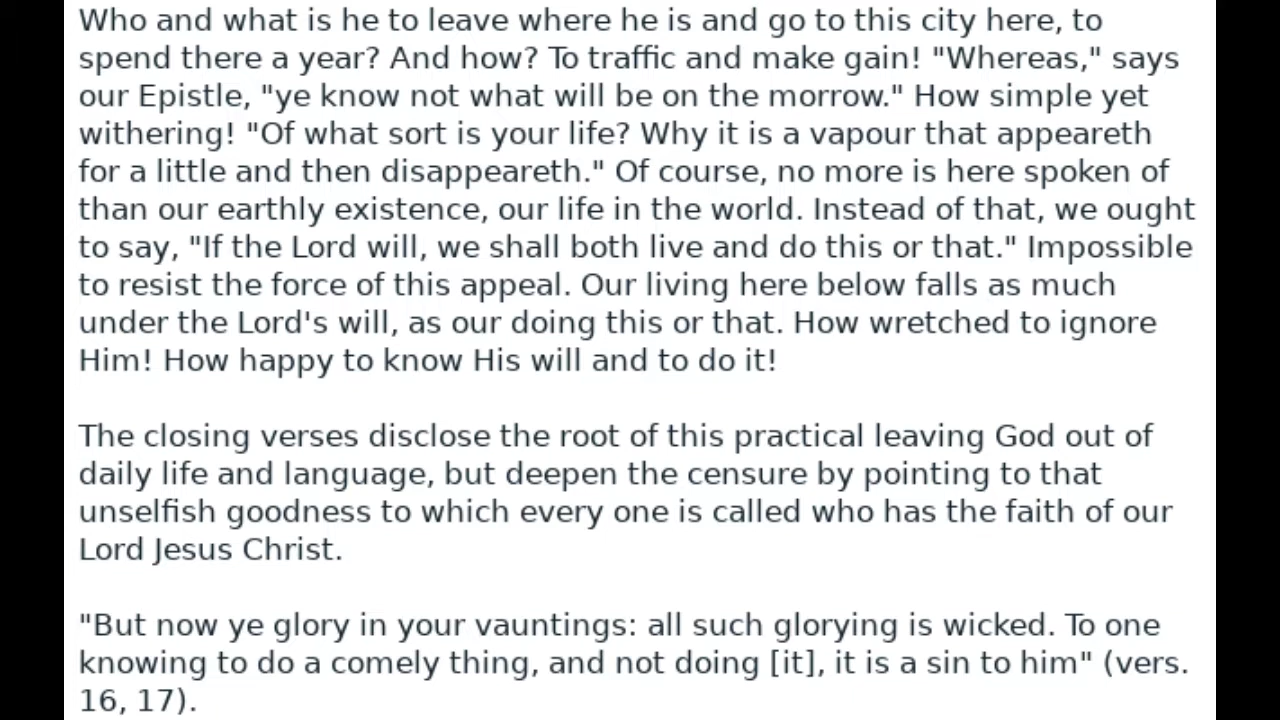 Who and what is he to leave where he is and go to this city here, to
spend there a year? And how? To traffic and make gain! "Whereas," says
our Epistle, "ye know not what will be on the morrow." How simple yet
withering! "Of what sort is your life? Why it is a vapour that appeareth
for a little and then disappeareth." Of course, no more is here spoken of
than our earthly existence, our life in the world. Instead of that, we ought
to say, "If the Lord will, we shall both live and do this or that." Impossible
to resist the force of this appeal. Our living here below falls as much
under the Lord's will, as our doing this or that. How wretched to ignore
Him! How happy to know His will and to do it!

The closing verses disclose the root of this practical leaving God out of
daily life and language, but deepen the censure by pointing to that
unselfish goodness to which every one is called who has the faith of our
Lord Jesus Christ.

"But now ye glory in your vauntings: all such glorying is wicked. To one
knowing to do a comely thing, and not doing [it], it is a sin to him" (vers.
16, 17).